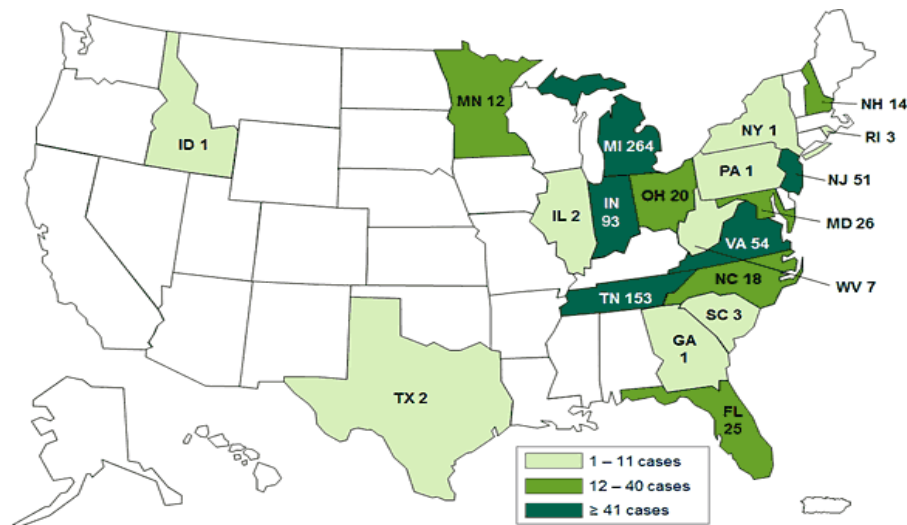 MN 12
NH 14
NY 1
RI 3
ID 1
MI 264
PA 1
NJ 51
IL 2
IN
93
OH 20
MD 26
VA 54
WV 7
NC 18
TN 153
SC 3
GA
1
TX 2
FL
25
1 – 11 cases
12 – 40 cases
≥ 41 cases